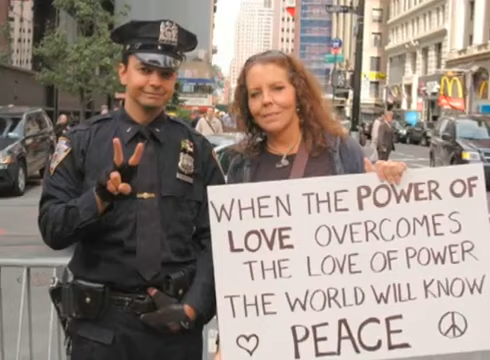 WHEN THE POWER OF
LOVE OVERCOMES
THE LOVE OF POWER
THE WORLD WILL KNOW
PEACE